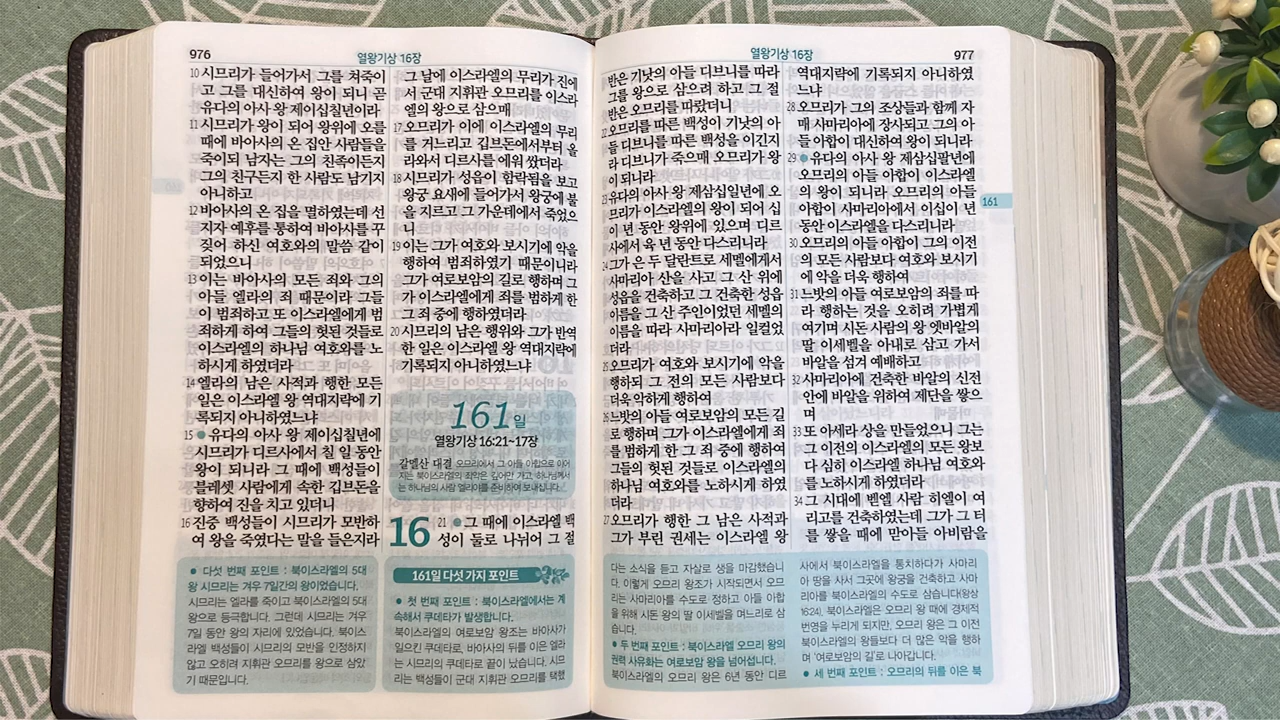 976
열왕기상 16장
10 시므리가 들어가서 그를 쳐죽이
고 그를 대신하여 왕이 되니 곧
유다의 아사 왕 제이십칠년이라
11 시므리가 왕이 되어 왕위에 오를
때에 바아사의 온 집안 사람들을
죽이되 남자는 그의 친족이든지
그의 친구든지 한 사람도 남기지
아니하고
12 바아사의 온 집을 멸하였는데 선
지자 예후를 통하여 바아사를 꾸
짖어 하신 여호와의 말씀 같이
되었으니
13 이는 바아사의 모든 죄와 그의
아들 엘라의 죄 때문이라 그들
이 범죄하고 또 이스라엘에게 범
죄하게 하여 그들의 헛된 것들로
이스라엘의 하나님 여호와를 노
하시게 하였더라
14 엘라의 남은 사적과 행한 모든
일은 이스라엘 왕 역대지략에 기
록되지 아니하였느냐
15 ● 유다의 아사 왕 제이십칠년에
시므리가 디르사에서 칠 일 동안
왕이 되니라 그 때에 백성들이
블레셋 사람에게 속한 깁브돈을
향하여 진을 치고 있더니
16 진중 백성들이 시므리가 모반하
여 왕을 죽였다는 말을 들은지라
그 날에 이스라엘의 무리가 진에
서 군대 지휘관 오므리를 이스라
엘의 왕으로 삼으매
17 오므리가 이에 이스라엘의 무리
를 거느리고 깁브돈에서부터 올
라와서 디르사를 에워 쌌더라
18 시므리가 성읍이 함락됨을 보고
왕궁 요새에 들어가서 왕궁에 불
을 지르고 그 가운데에서 죽었으
니
19 이는 그가 여호와 보시기에 악을
행하여 범죄하였기 때문이니라
그가 여로보암의 길로 행하며 그
가 이스라엘에게 죄를 범하게 한
그 죄 중에 행하였더라
20 시므리의 남은 행위와 그가 반역
한 일은 이스라엘 왕 역대지략에
기록되지 아니하였느냐
161일
열왕기상 16:21~17장
갈멜산 대결 오므리에서 그 아들 아합으로 이어
지는 북이스라엘의 죄악은 깊어만 가고, 하나님께서
는 하나님의 사람 엘리야를 준비하여 보내십니다.
16 21 ● 그 때에 이스라엘 백
성이 둘로 나뉘어 그 절
● 다섯 번째 포인트 : 북이스라엘의 5대
왕 시므리는 겨우 7일간의 왕이었습니다.
시므리는 엘라를 죽이고 북이스라엘의 5대
왕으로 등극합니다. 그런데 시므리는 겨우
7일 동안 왕의 자리에 있었습니다. 북이스
라엘 백성들이 시므리의 모반을 인정하지
않고 오히려 지휘관 오므리를 왕으로 삼았
기 때문입니다.
161일 다섯 가지 포인트
● 첫 번째 포인트 : 북이스라엘에서는 계
속해서 쿠데타가 발생합니다.
북이스라엘의 여로보암 왕조는 바아사가
일으킨 쿠데타로, 바아사의 뒤를 이은 엘라
는 시므리의 쿠데타로 끝이 났습니다. 시므
리는 백성들이 군대 지휘관 오므리를 택했
열왕기상 16장
977
반은 기낫의 아들 디브니를 따라
그를 왕으로 삼으려 하고 그 절
반은 오므리를 따랐더니
22 오므리를 따른 백성이 기낫의 아
들 디브니를 따른 백성을 이긴지
라 디브니가 죽으매 오므리가 왕
이 되니라
23 유다의 아사 왕 제삼십일년에 오
므리가 이스라엘의 왕이 되어 십
이 년 동안 왕위에 있으며 디르
사에서 육 년 동안 다스리니라
24 그가 은 두 달란트로 세멜에게서
사마리아 산을 사고 그 산 위에
성읍을 건축하고 그 건축한 성읍
이름을 그 산 주인이었던 세멜의
이름을 따라 사마리아라 일컬었
더라
25 오므리가 여호와 보시기에 악을
행하되 그 전의 모든 사람보다
더욱 악하게 행하여
26 느밧의 아들 여로보암의 모든 길
로 행하며 그가 이스라엘에게 죄
를 범하게 한 그 죄 중에 행하여
그들의 헛된 것들로 이스라엘의
하나님 여호와를 노하시게 하였
더라
27 오므리가 행한 그 남은 사적과
그가 부린 권세는 이스라엘 왕
역대지략에 기록되지 아니하였
느냐
28 오므리가 그의 조상들과 함께 자
매 사마리아에 장사되고 그의 아
들 아합이 대신하여 왕이 되니라
29 ● 유다의 아사 왕 제삼십팔년에
오므리의 아들 아합이 이스라엘
의 왕이 되니라 오므리의 아들
아합이 사마리아에서 이십이 년
동안 이스라엘을 다스리니라
30 오므리의 아들 아합이 그의 이전
의 모든 사람보다 여호와 보시기
에 악을 더욱 행하여
31 느밧의 아들 여로보암의 죄를 따
라 행하는 것을 오히려 가볍게
여기며 시돈 사람의 왕 엣바알의
딸 이세벨을 아내로 삼고 가서
바알을 섬겨 예배하고
32 사마리아에 건축한 바알의 신전
안에 바알을 위하여 제단을 쌓으
며
33 또 아세라 상을 만들었으니 그는
그 이전의 이스라엘의 모든 왕보
다 심히 이스라엘 하나님 여호와
를 노하시게 하였더라
34 그 시대에 벧엘 사람 히엘이 여
리고를 건축하였는데 그가 그 터
를 쌓을 때에 맏아들 아비람을
161
다는 소식을 듣고 자살로 생을 마감했습니
다. 이렇게 오므리 왕조가 시작되면서 오므
리는 사마리아를 수도로 정하고 아들 아합
을 위해 시돈 왕의 딸 이세벨을 며느리로 삼
습니다.
● 두 번째 포인트 : 북이스라엘 오므리 왕의
권력 사유화는 여로보암 왕을 넘어섭니다.
북이스라엘의 오므리 왕은 6년 동안 디르
사에서 북이스라엘을 통치하다가 사마리
아 땅을 사서 그곳에 왕궁을 건축하고 사마
리아를 북이스라엘의 수도로 삼습니다(왕상
16:24). 북이스라엘은 오므리 왕 때에 경제적
번영을 누리게 되지만, 오므리 왕은 그 이전
북이스라엘의 왕들보다 더 많은 악을 행하
며 '여로보암의 길'로 나아갑니다.
● 세 번째 포인트 : 오므리의 뒤를 이은 북